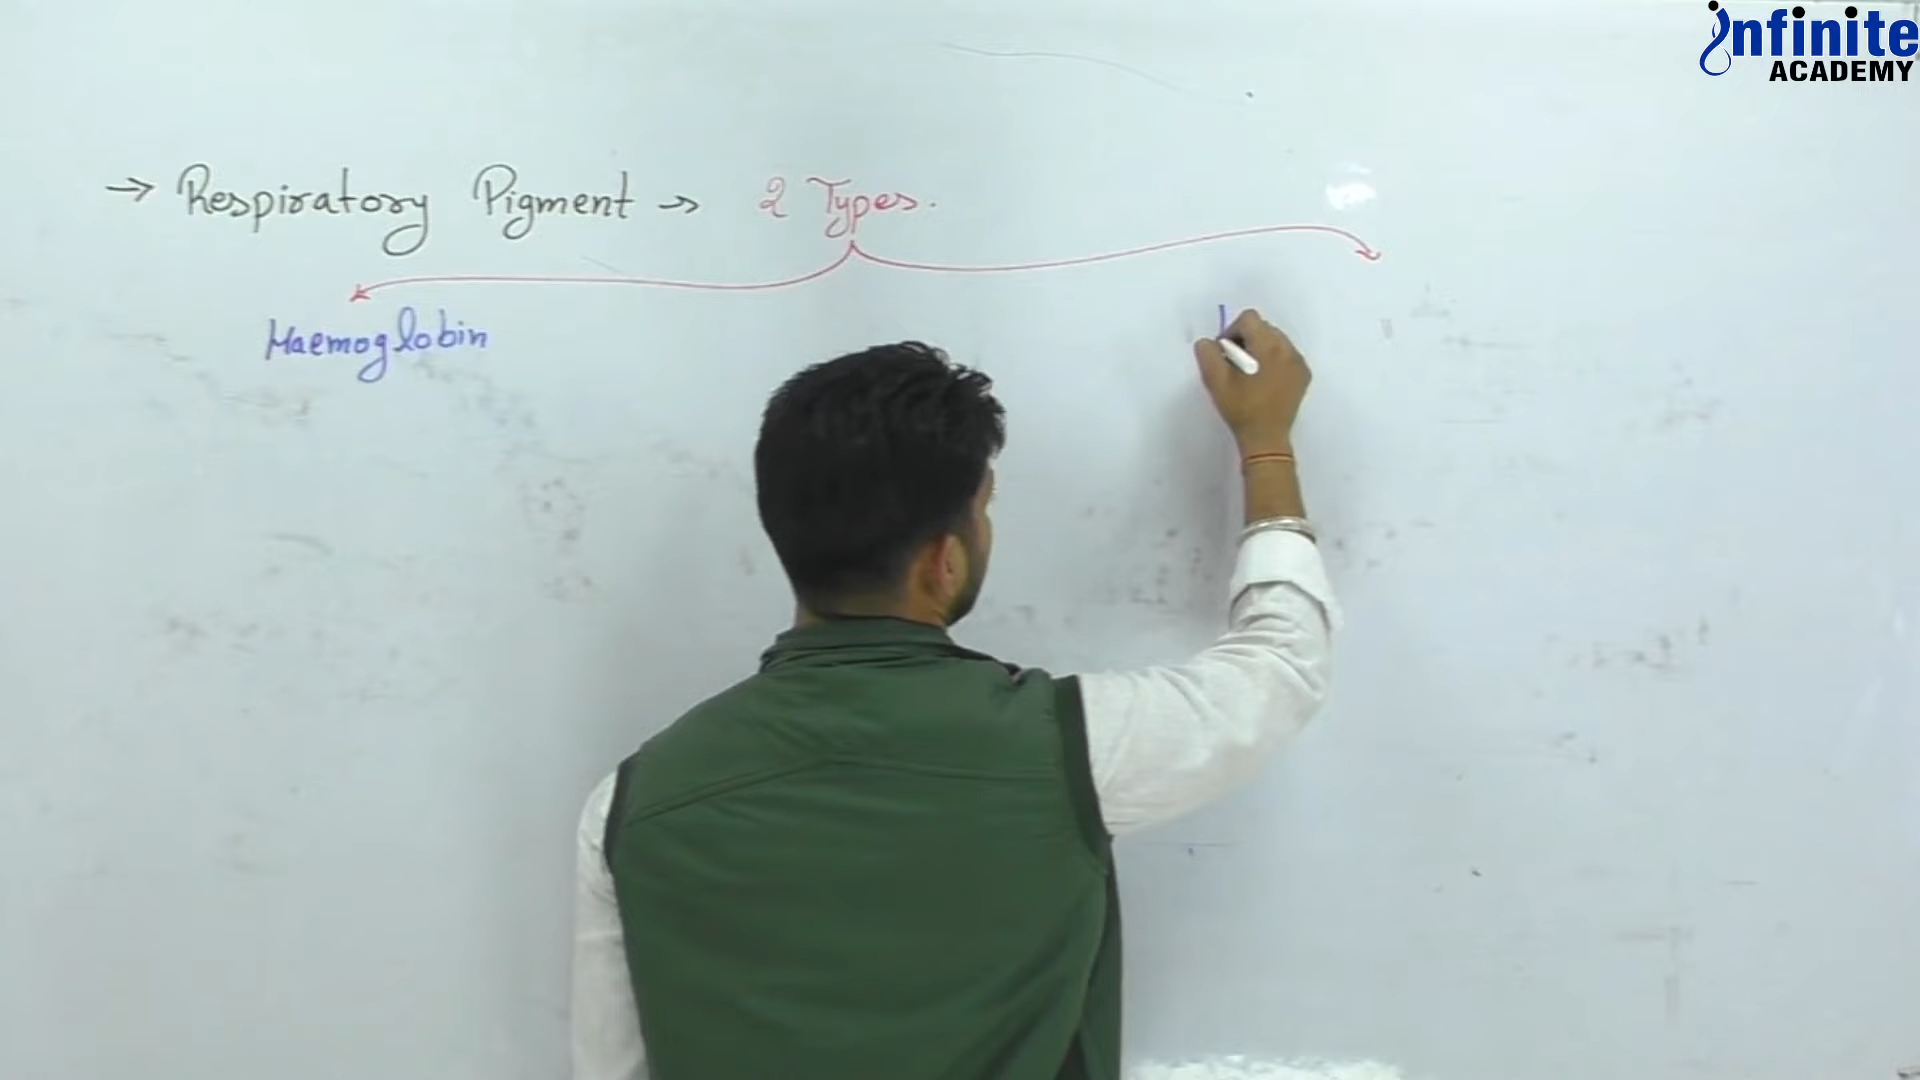 infinite
ACADEMY
→ Respiratory Pigment → 2 Types.
Haemoglobin